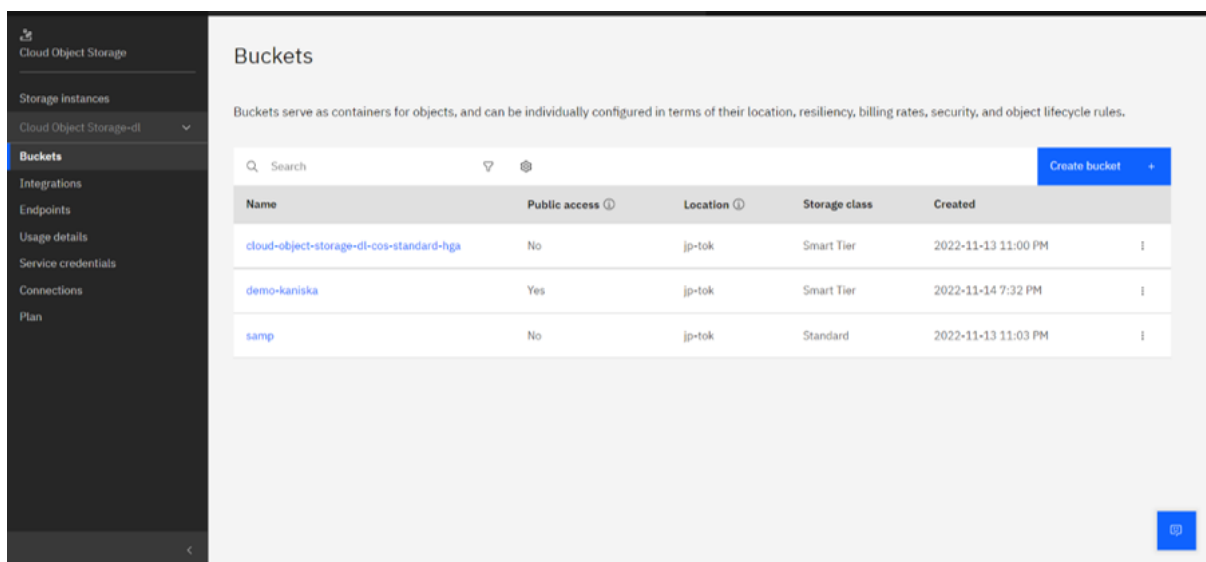 Cloud Object Storage
Storage instances
Cloud Object Storage-dl
Buckets
Integrations
Endpoints
Usage details
Service credentials
Connections
Plan
Buckets
Buckets serve as containers for objects, and can be individually configured in terms of their location, resiliency, billing rates, security, and object lifecycle rules.
Search
Create bucket +
Name Public access Location Storage class Created
cloud-object-storage-dl-cos-standard-hga No jp-tok Smart Tier 2022-11-13 11:00 PM
demo-kaniska Yes jp-tok Smart Tier 2022-11-14 7:32 PM
samp No jp-tok Standard 2022-11-13 11:03 PM